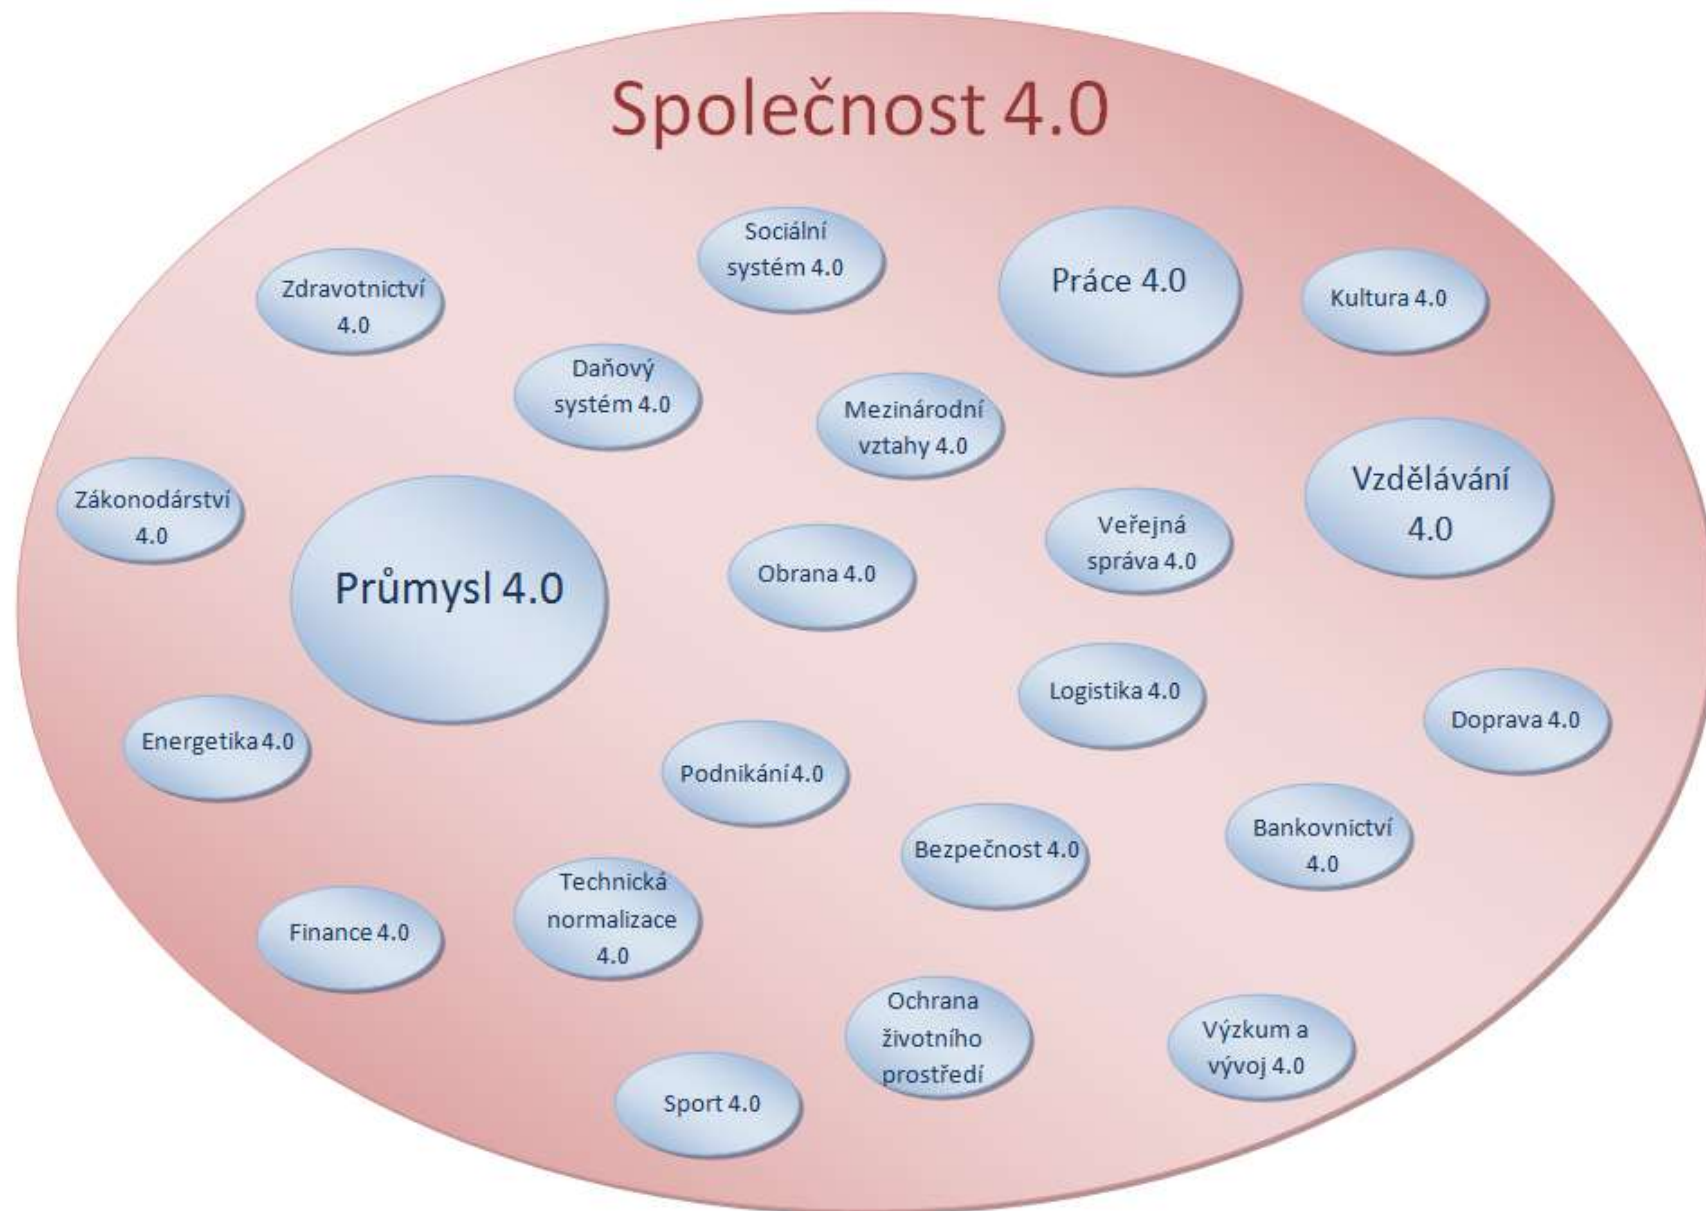 Společnost 4.0
Sociální
systém 4.0
Práce 4.0
Kultura 4.0
Zdravotnictví
4.0
Daňový
systém 4.0
Mezinárodní
vztahy 4.0
Vzdělávání
4.0
Zákonodárství
4.0
Veřejná
správa 4.0
Průmysl 4.0
Obrana 4.0
Logistika 4.0
Doprava 4.0
Energetika 4.0
Podnikání 4.0
Bankovnictví
4.0
Bezpečnost 4.0
Technická
normalizace
4.0
Finance 4.0
Ochrana
životního
prostředí
Výzkum a
vývoj 4.0
Sport 4.0